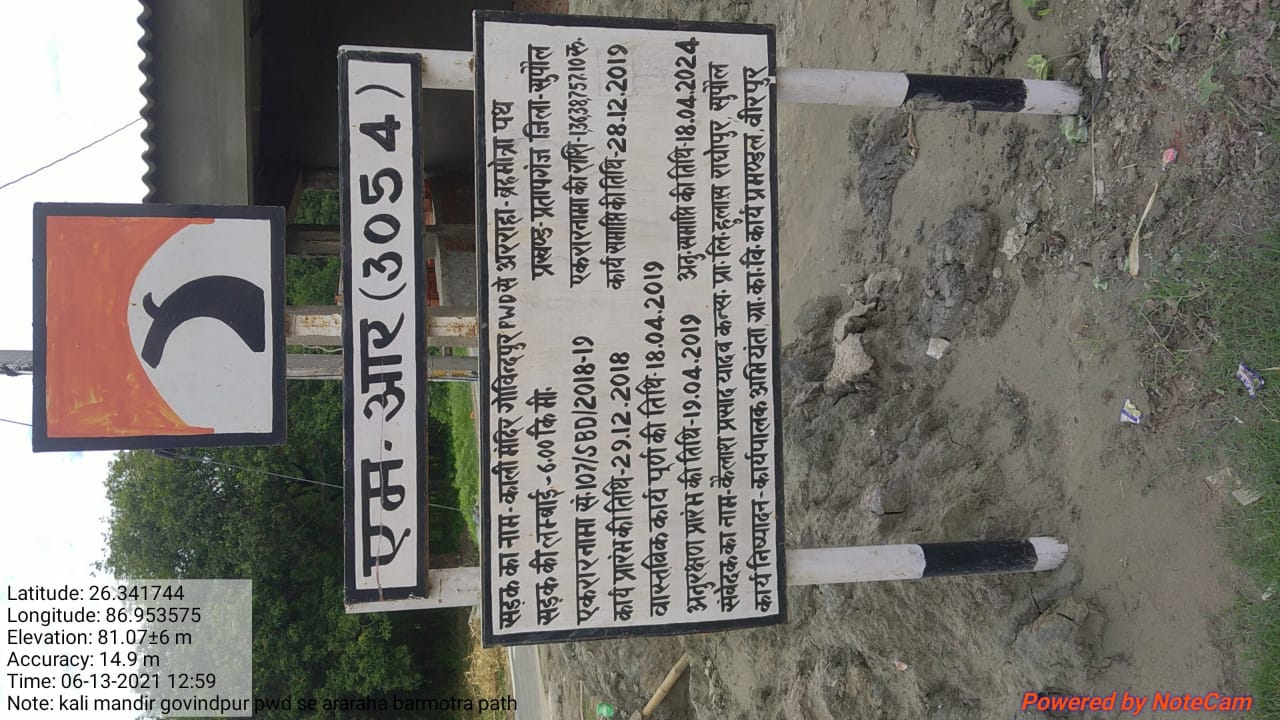 एम. आर (3054)
सड़क का नाम-काली मंदिर गोविन्दपुर PWD से अरराहा-ब्रहमोत्रा पथ
सड़क की लम्बाई.-6.00 कि.मी. प्रखण्ड-प्रतापगंज जिला-सुपौल
एकरारनामा सं.107/SBD/2018-19 एकरारनामा की राशि-13638757.10 रु.
कार्य प्रारंम की तिथि-29.12.2018 कार्य समाप्ति की तिथि-28.12.2019
वास्तविक कार्य पूर्ण की तिथि-18.04.2019
अनुरक्षण प्रारंम की तिथि-19.04.2019 अनु.समाप्ति की तिथि-18.04.2024
संवेदक का नाम-कैलाश प्रसाद यादव कन्स. प्रा.लि.हुलास राघोपुर, सुपौल
कार्य निष्पादन-कार्यपालक अभियंता, ग्रा.का.वि.कार्य प्रमण्डल, वीरपुर
Latitude: 26.341744
Longitude: 86.953575
Elevation: 81.07±6 m
Accuracy: 14.9 m
Time: 06-13-2021 12:59
Note: kali mandir govindpur pwd se araraha barmotra path
Powered by NoteCam